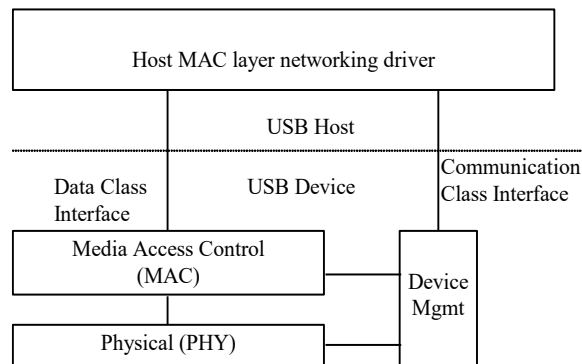 Host MAC layer networking driver
USB Host
Communication
Class Interface
Data Class
Interface
USB Device
Media Access Control
(MAC)
Device
Mgmt
Physical (PHY)